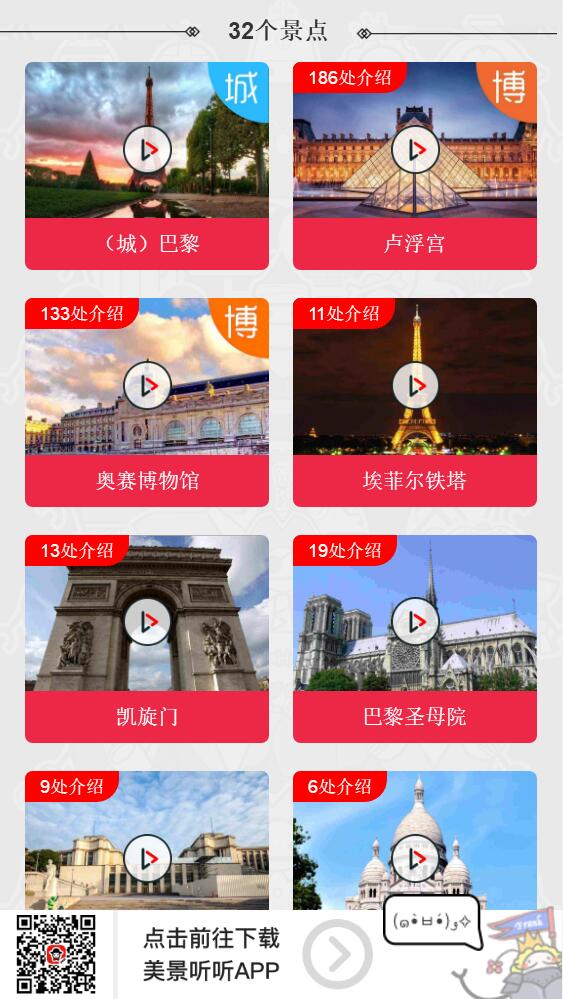 32个景点
城
186处介绍
博
（城）巴黎
卢浮宫
133处介绍
博
11处介绍
奥赛博物馆
埃菲尔铁塔
13处介绍
19处介绍
凯旋门
巴黎圣母院
9处介绍
6处介绍
点击前往下载
美景听听APP
(๑•̀ㅂ•́)و✧